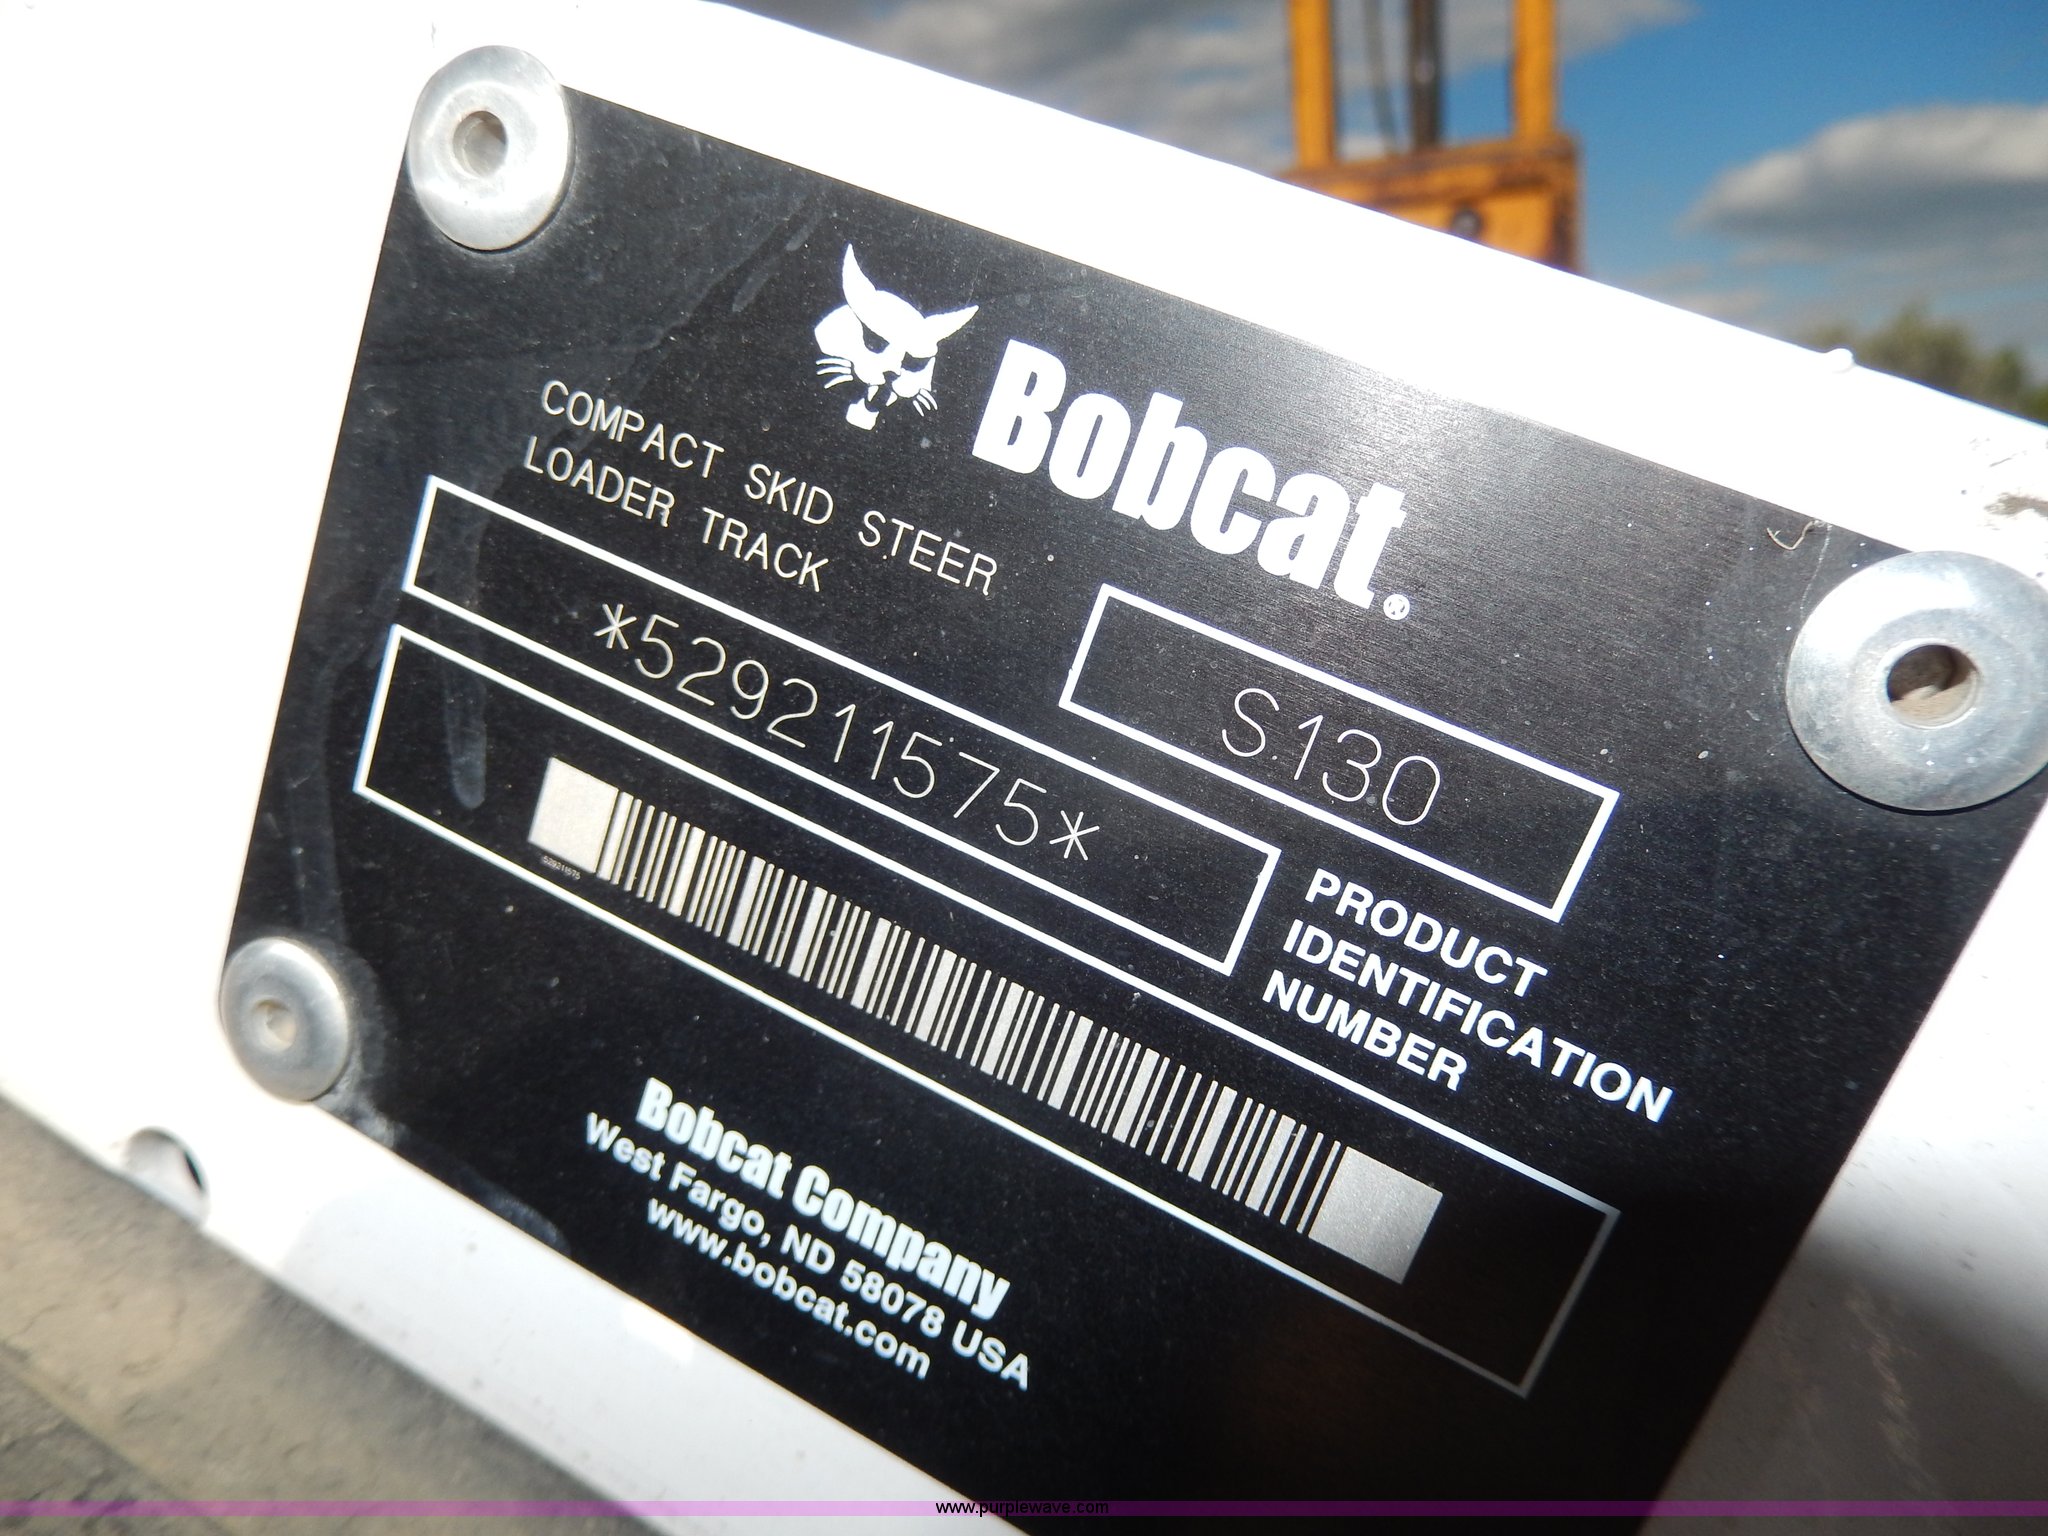 Bobcat®
COMPACT SKID STEER
LOADER TRACK
S130
*529211575*
PRODUCT
IDENTIFICATION
NUMBER
529211575
Bobcat Company
West Fargo, ND 58078 USA
www.bobcat.com
www.purplewave.com